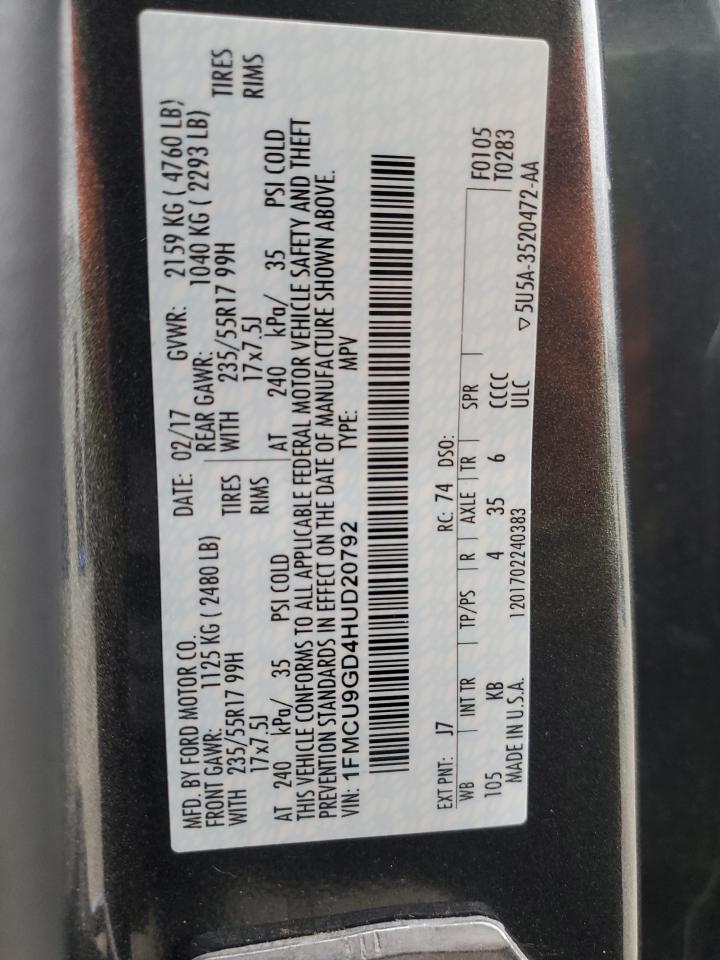 MFD. BY FORD MOTOR CO.
DATE: 02/17 GVWR: 2159 KG ( 4760 LB)
FRONT GAWR: 1125 KG ( 2480 LB) REAR GAWR: 1040 KG ( 2293 LB)
WITH 235/55R17 99H TIRES WITH 235/55R17 99H TIRES
17x7.5J RIMS 17x7.5J RIMS
AT 240 kPa/ 35 PSI COLD AT 240 kPa/ 35 PSI COLD
THIS VEHICLE CONFORMS TO ALL APPLICABLE FEDERAL MOTOR VEHICLE SAFETY AND THEFT
PREVENTION STANDARDS IN EFFECT ON THE DATE OF MANUFACTURE SHOWN ABOVE.
VIN: 1FMCU9GD4HUD20792 TYPE: MPV
EXT PNT: J7 RC: 74 DSO: F0105
WB INT TR TP/PS R AXLE TR SPR T0283
105 KB 4 35 6 CCCC
MADE IN U.S.A. 1201702240383 ULC
▽5U5A-3520472-AA